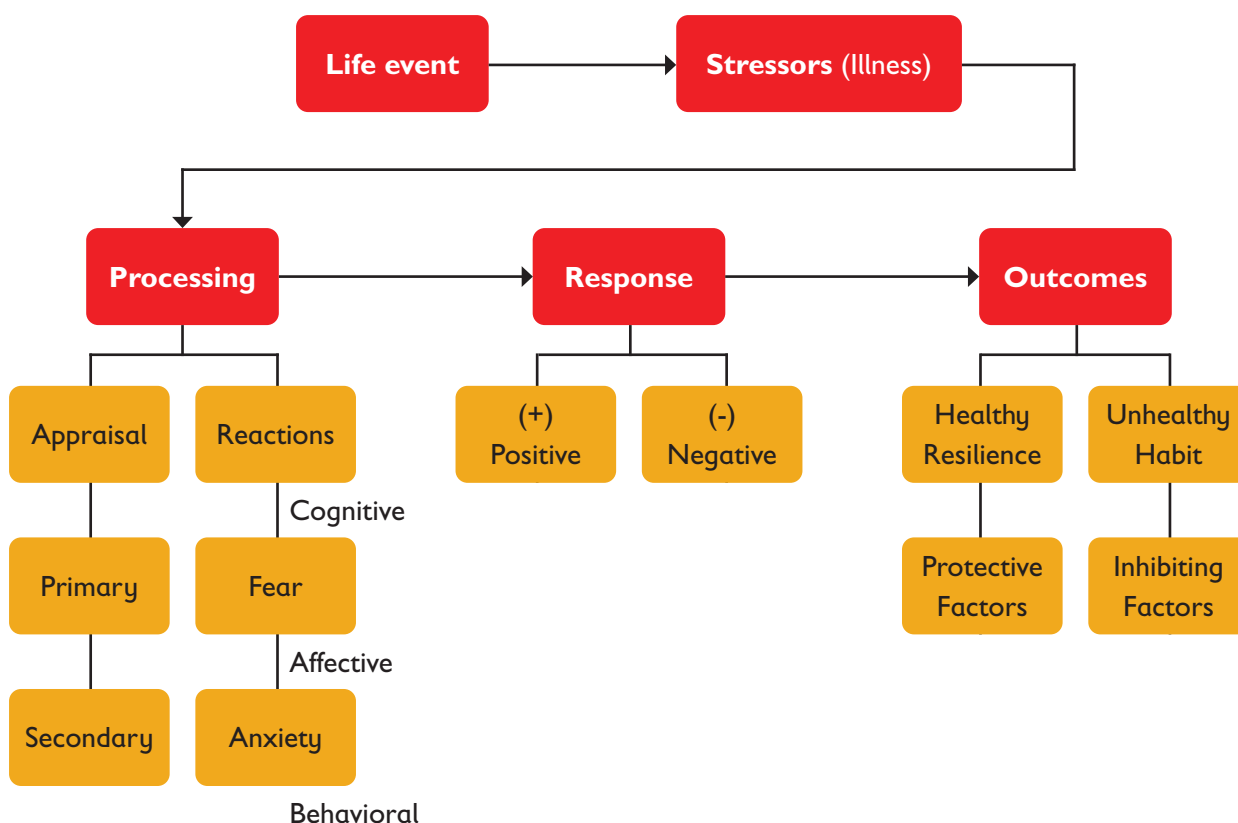 Life event
Stressors (Illness)
Processing
Response
Outcomes
Appraisal
Reactions
(+)
Positive
(-)
Negative
Healthy
Resilience
Unhealthy
Habit
Cognitive
Primary
Fear
Protective
Factors
Inhibiting
Factors
Affective
Secondary
Anxiety
Behavioral